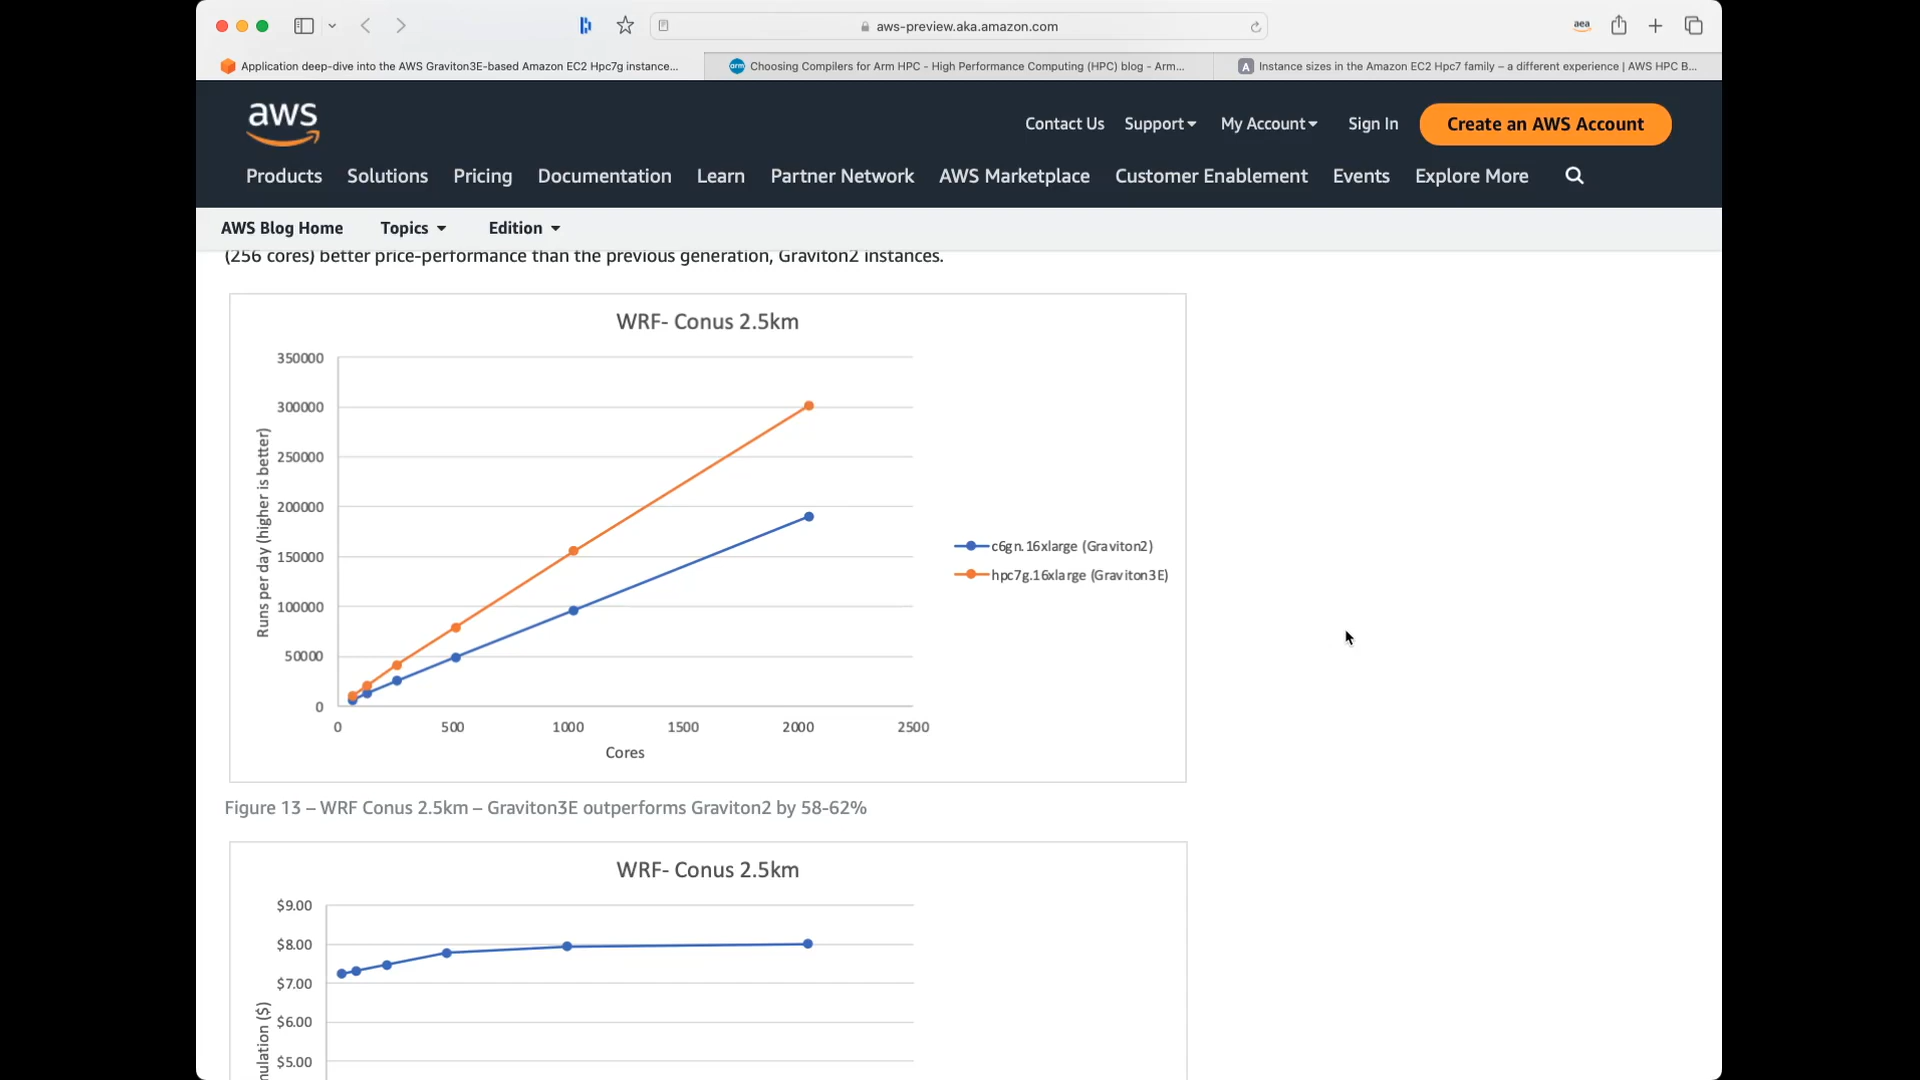 aws-preview.aka.amazon.com
aea
Application deep-dive into the AWS Graviton3E-based Amazon EC2 Hpc7g instance...
arm
Choosing Compilers for Arm HPC - High Performance Computing (HPC) blog - Arm...
A
Instance sizes in the Amazon EC2 Hpc7 family – a different experience | AWS HPC B...
aws
Contact Us
Support
My Account
Sign In
Create an AWS Account
Products
Solutions
Pricing
Documentation
Learn
Partner Network
AWS Marketplace
Customer Enablement
Events
Explore More
AWS Blog Home
Topics
Edition
(256 cores) better price-performance than the previous generation, Graviton2 instances.
WRF- Conus 2.5km
Runs per day (higher is better)
350000
300000
250000
200000
150000
100000
50000
0
0
500
1000
1500
2000
2500
Cores
c6gn.16xlarge (Graviton2)
hpc7g.16xlarge (Graviton3E)
Figure 13 – WRF Conus 2.5km – Graviton3E outperforms Graviton2 by 58-62%
WRF- Conus 2.5km
$9.00
$8.00
$7.00
$6.00
$5.00
mulation ($)